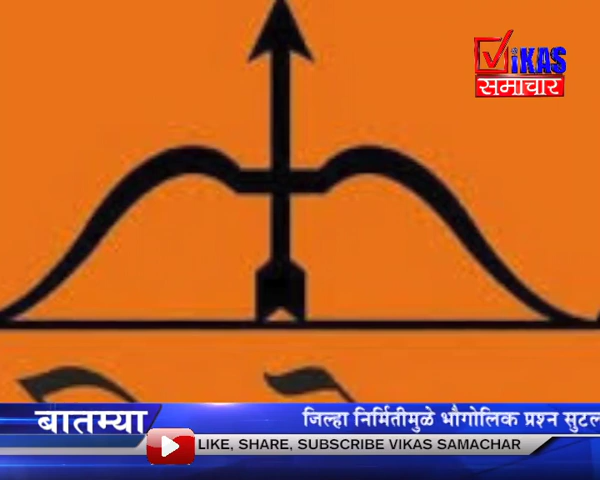 ViKAS
समाचार
बातम्या
जिल्हा निर्मितीमुळे भौगोलिक प्रश्न सुटल
LIKE, SHARE, SUBSCRIBE VIKAS SAMACHAR